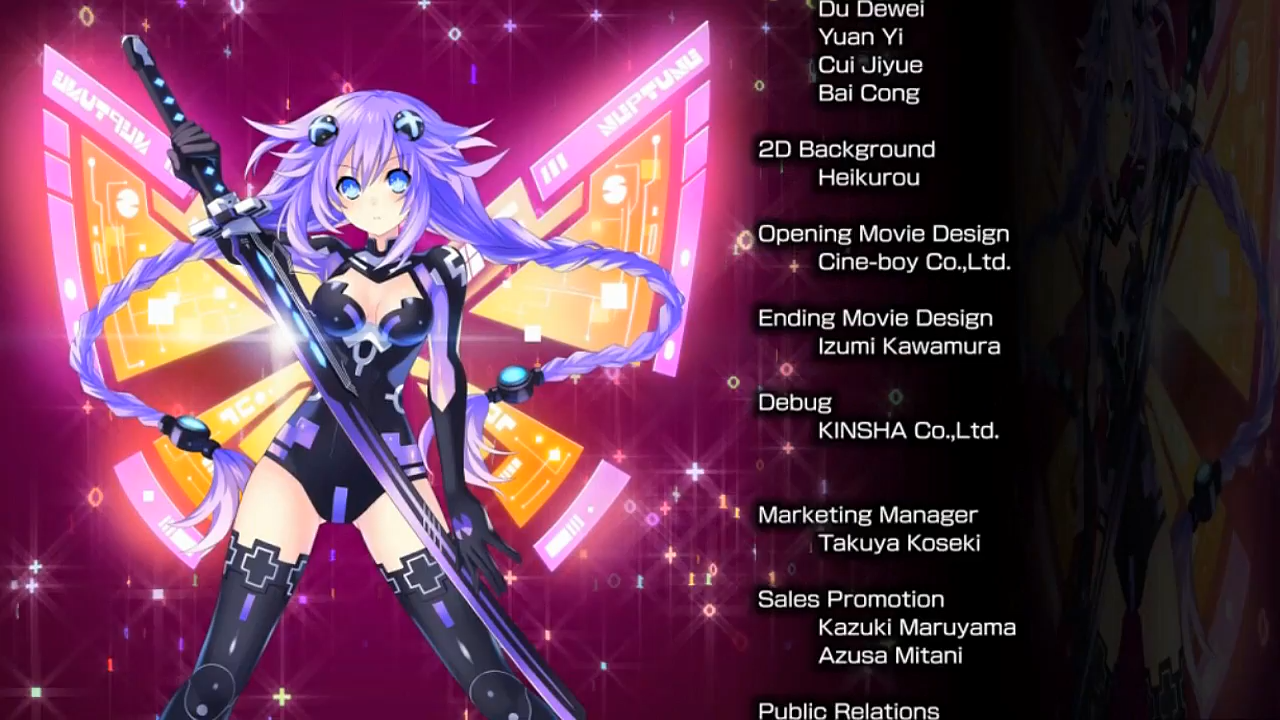 NUPTUNU
NUPTUNU
Du Dewei
Yuan Yi
Cui Jiyue
Bai Cong
2D Background
Heikurou
Opening Movie Design
Cine-boy Co.,Ltd.
Ending Movie Design
Izumi Kawamura
Debug
KINSHA Co.,Ltd.
Marketing Manager
Takuya Koseki
Sales Promotion
Kazuki Maruyama
Azusa Mitani
Public Relations